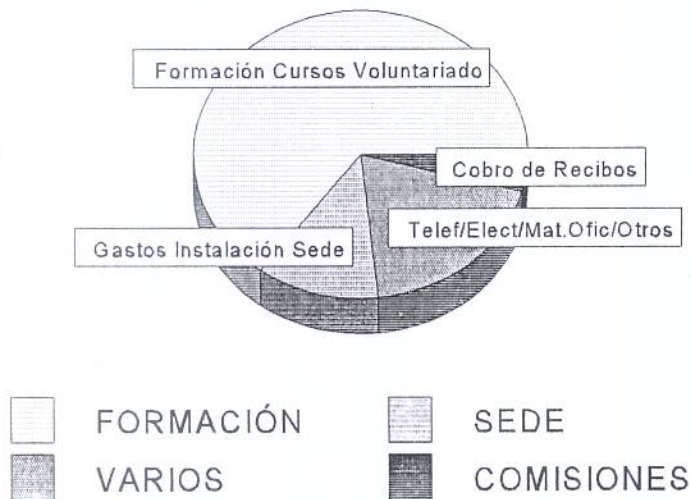 Formación Cursos Voluntariado
Cobro de Recibos
Telef/Elect/Mat.Ofic/Otros
Gastos Instalación Sede
FORMACIÓN
SEDE
VARIOS
COMISIONES